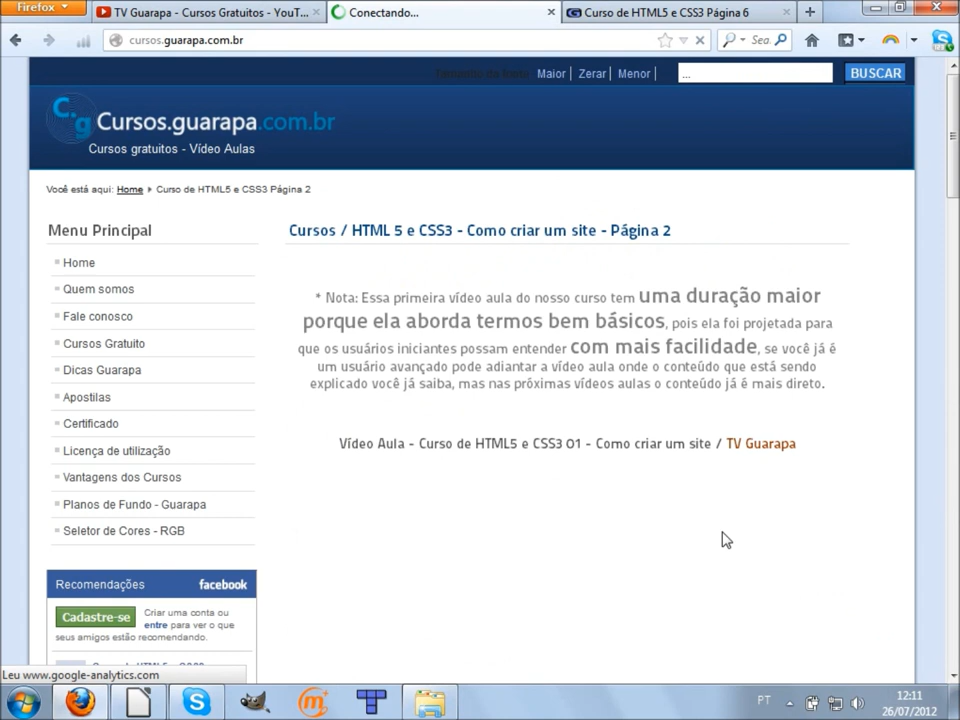 Firefox
TV Guarapa - Cursos Gratuitos - YouT...
Conectando...
Curso de HTML5 e CSS3 Página 6
cursos.guarapa.com.br
Sea
Tamanho da fonte Maior | Zerar | Menor |
...
BUSCAR
C.g Cursos.guarapa.com.br
Cursos gratuitos - Vídeo Aulas
Você está aqui: Home Curso de HTML5 e CSS3 Página 2
Menu Principal
Home
Quem somos
Fale conosco
Cursos Gratuito
Dicas Guarapa
Apostilas
Certificado
Licença de utilização
Vantagens dos Cursos
Planos de Fundo - Guarapa
Seletor de Cores - RGB
Recomendações facebook
Cadastre-se
Criar uma conta ou
entre para ver o que
seus amigos estão recomendando.
Cursos / HTML 5 e CSS3 - Como criar um site - Página 2
* Nota: Essa primeira vídeo aula do nosso curso tem uma duração maior
porque ela aborda termos bem básicos, pois ela foi projetada para
que os usuários iniciantes possam entender com mais facilidade, se você já é
um usuário avançado pode adiantar a vídeo aula onde o conteúdo que está sendo
explicado você já saiba, mas nas próximas vídeos aulas o conteúdo já é mais direto.
Vídeo Aula - Curso de HTML5 e CSS3 01 - Como criar um site / TV Guarapa
Leu www.google-analytics.com
PT
12:11
26/07/2012